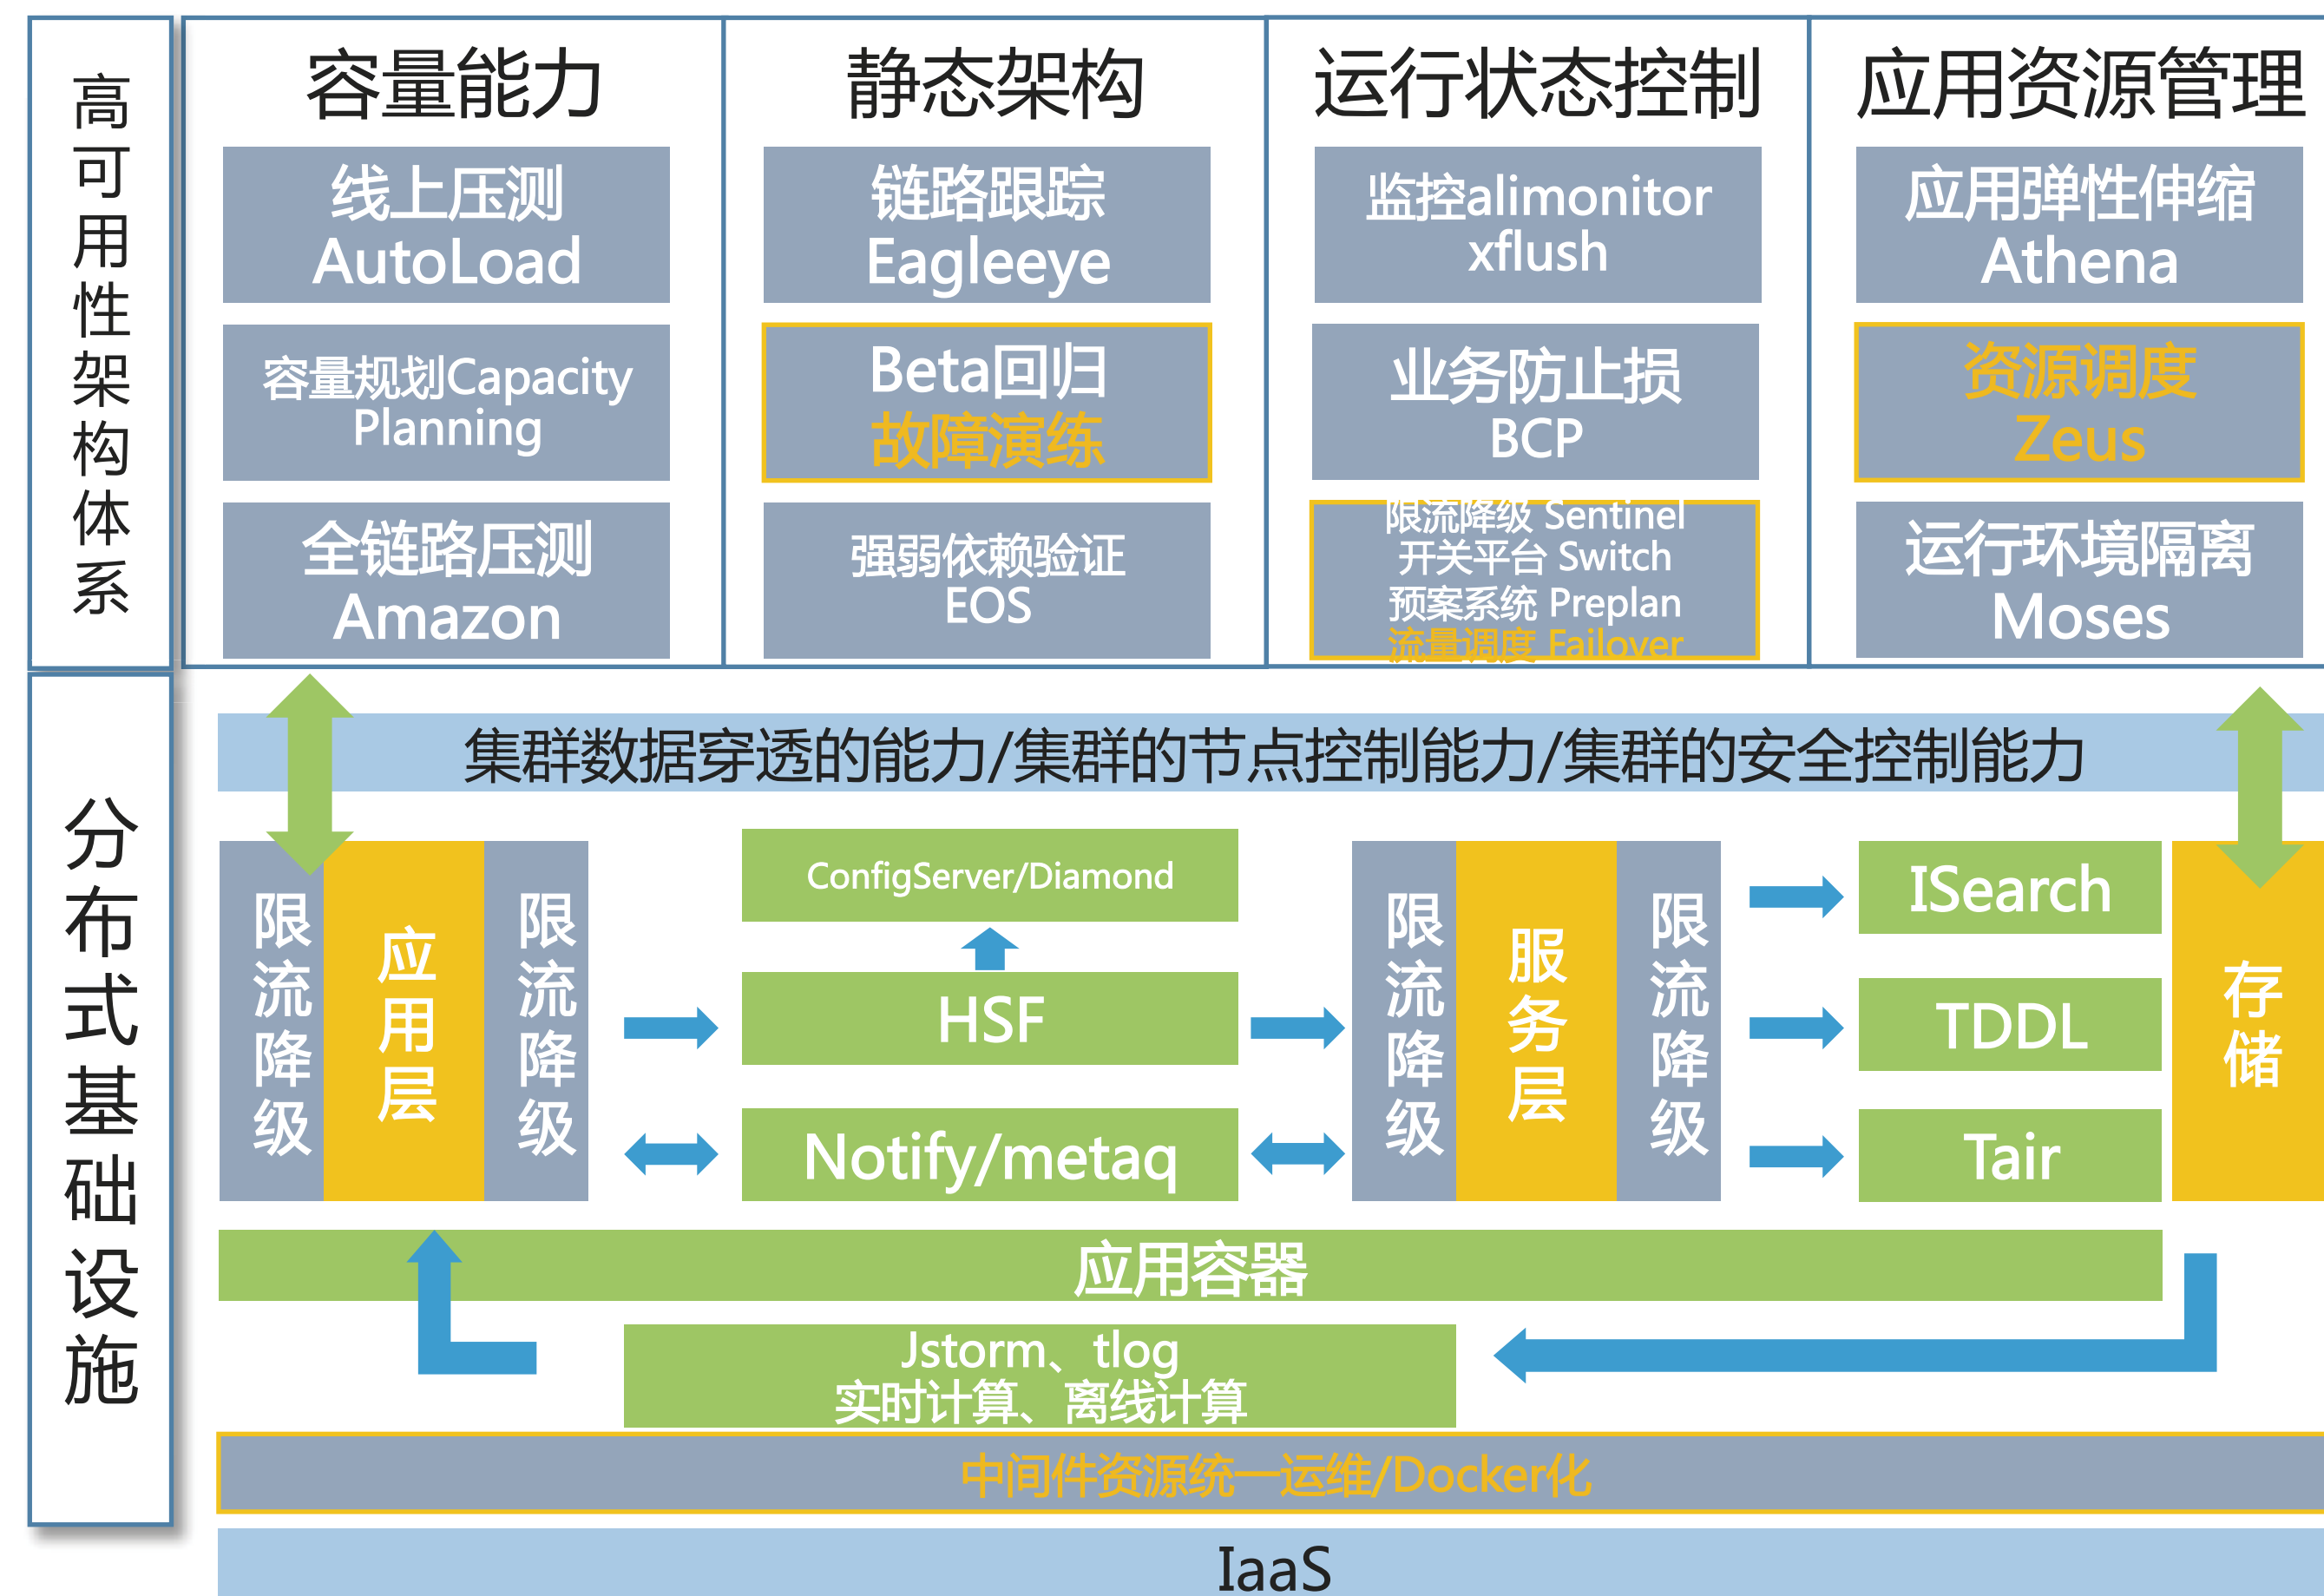 高可用性架构体系
容量能力
线上压测
AutoLoad
容量规划Capacity
Planning
全链路压测
Amazon
静态架构
链路跟踪
Eagleeye
Beta回归
故障演练
强弱依赖验证
EOS
运行状态控制
监控alimonitor
xflush
业务防止损
BCP
限流降级 Sentinel
开关平台 Switch
预案系统 Preplan
流量调度 Failover
应用资源管理
应用弹性伸缩
Athena
资源调度
Zeus
运行环境隔离
Moses
分布式基础设施
集群数据穿透的能力/集群的节点控制能力/集群的安全控制能力
限流降级
应用层
限流降级
ConfigServer/Diamond
HSF
Notify/metaq
限流降级
服务层
限流降级
ISearch
TDDL
Tair
存储
应用容器
Jstorm、tlog
实时计算、离线计算
中间件资源统一运维/Docker化
IaaS